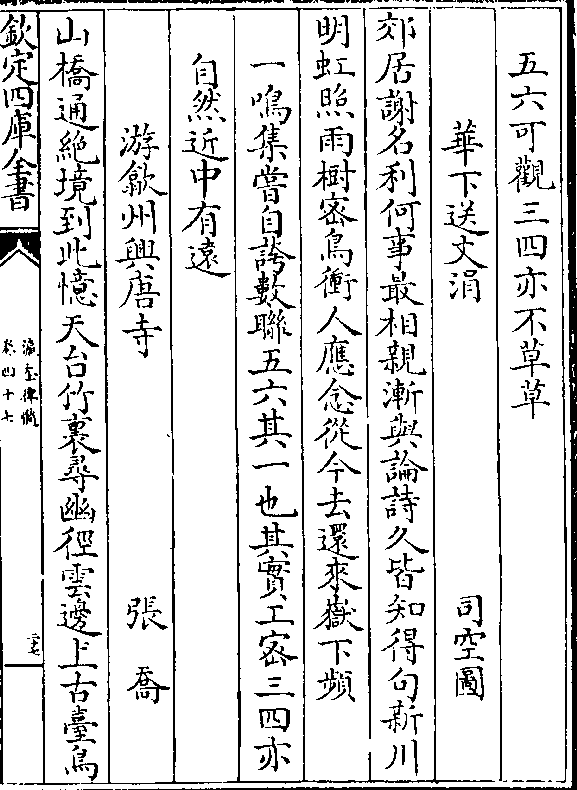 五六可觀三四亦不草草
華下送文涓 司空圖
郊居謝名利何事最相親漸與論詩久皆知得句新川
明虹照雨樹密鳥衝人應念從今去還來嶽下頻
一鳴集嘗自誇數聯五六其一也其實工密三四亦
自然近中有遠
游歙州興唐寺 張喬
山橋通絶境到此憶天台竹裏尋幽徑雲邊上古臺鳥
欽定四庫全書
瀛奎律髓
卷四十七